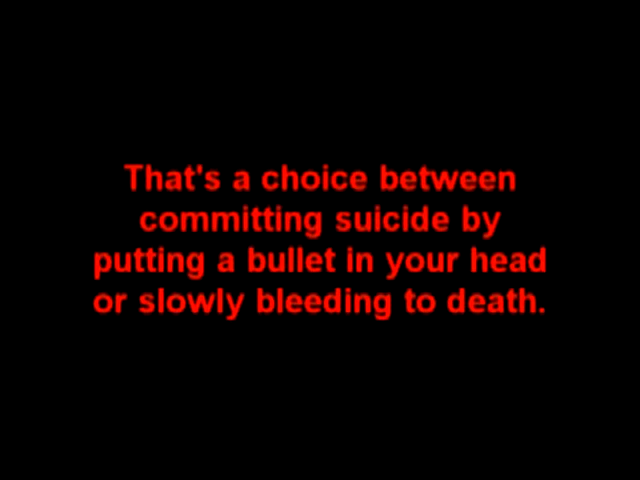 That's a choice between
committing suicide by
putting a bullet in your head
or slowly bleeding to death.